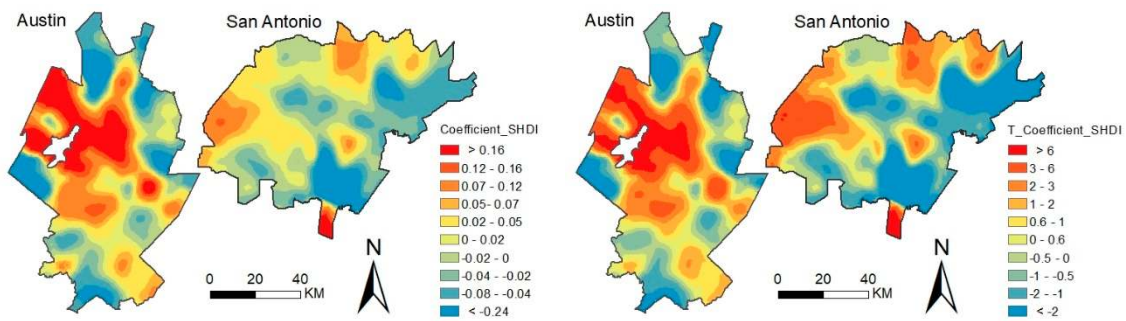 Austin
San Antonio
Coefficient_SHDI
> 0.16
0.12 - 0.16
0.07 - 0.12
0.05 - 0.07
0.02 - 0.05
0 - 0.02
-0.02 - 0
-0.04 - -0.02
-0.08 - -0.04
< -0.24
N
0 20 40
KM
Austin
San Antonio
T_Coefficient_SHDI
> 6
3 - 6
2 - 3
1 - 2
0.6 - 1
0 - 0.6
-0.5 - 0
-1 - -0.5
-2 - -1
< -2
N
0 20 40
KM